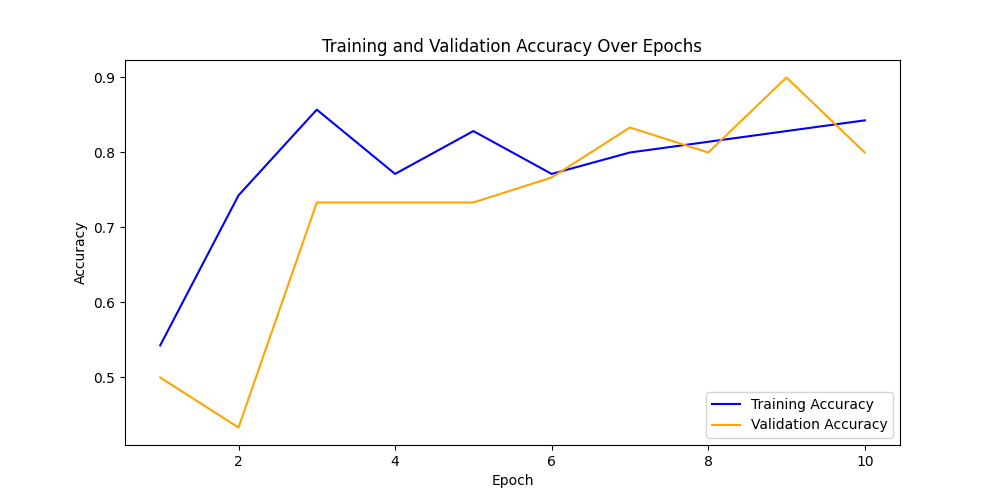 Training and Validation Accuracy Over Epochs
0.9
0.8
0.7
0.6
0.5
Accuracy
2 4 6 8 10
Epoch
Training Accuracy
Validation Accuracy